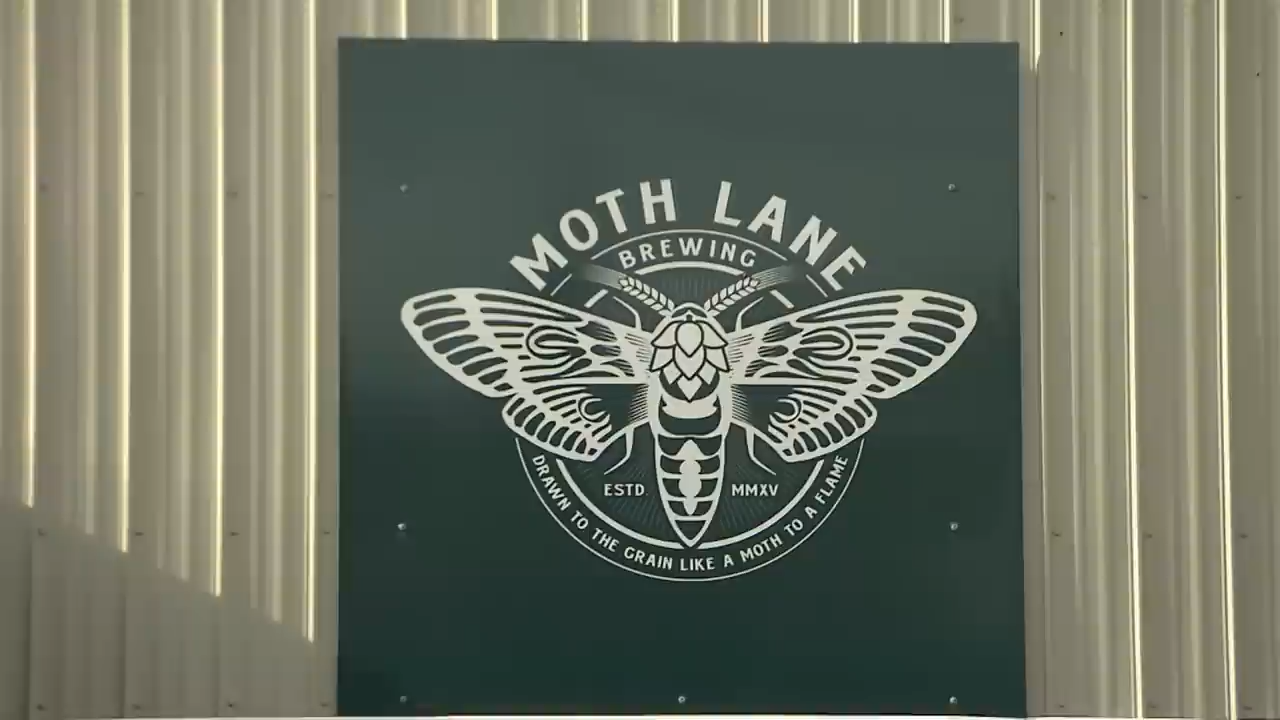 MOTH LANE
BREWING
ESTD. MMXV
DRAWN TO THE GRAIN LIKE A MOTH TO A FLAME